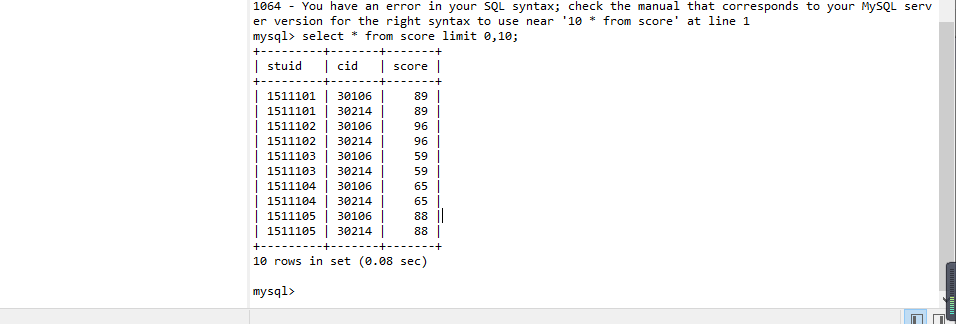 1064 - You have an error in your SQL syntax; check the manual that corresponds to your MySQL serv
er version for the right syntax to use near '10 * from score' at line 1
mysql> select * from score limit 0,10;
+---------+-------+-------+
| stuid   | cid   | score |
+---------+-------+-------+
| 1511101 | 30106 |    89 |
| 1511101 | 30214 |    89 |
| 1511102 | 30106 |    96 |
| 1511102 | 30214 |    96 |
| 1511103 | 30106 |    59 |
| 1511103 | 30214 |    59 |
| 1511104 | 30106 |    65 |
| 1511104 | 30214 |    65 |
| 1511105 | 30106 |    88 |
| 1511105 | 30214 |    88 |
+---------+-------+-------+
10 rows in set (0.08 sec)
mysql>